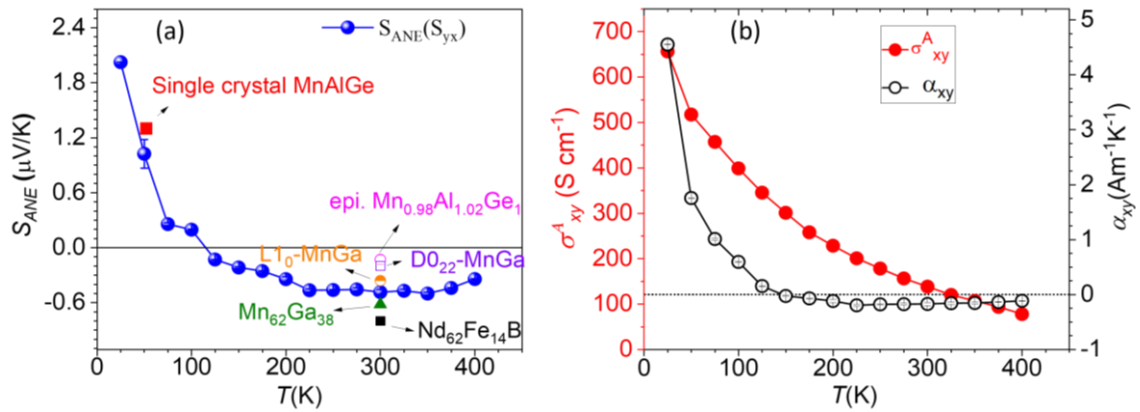 (a)
S_ANE(S_yx)
2.4
1.8
1.2
0.6
0.0
-0.6
S_ANE (μV/K)
Single crystal MnAlGe
epi. Mn0.98Al1.02Ge1
L10-MnGa
D022-MnGa
Mn62Ga38
Nd62Fe14B
0 100 200 300 400
T(K)
(b)
σ^A_xy
α_xy
700
600
500
400
300
200
100
0
σ^A_xy (S cm⁻¹)
5
4
3
2
1
0
-1
α_xy(Am⁻¹K⁻¹)
0 100 200 300 400
T(K)